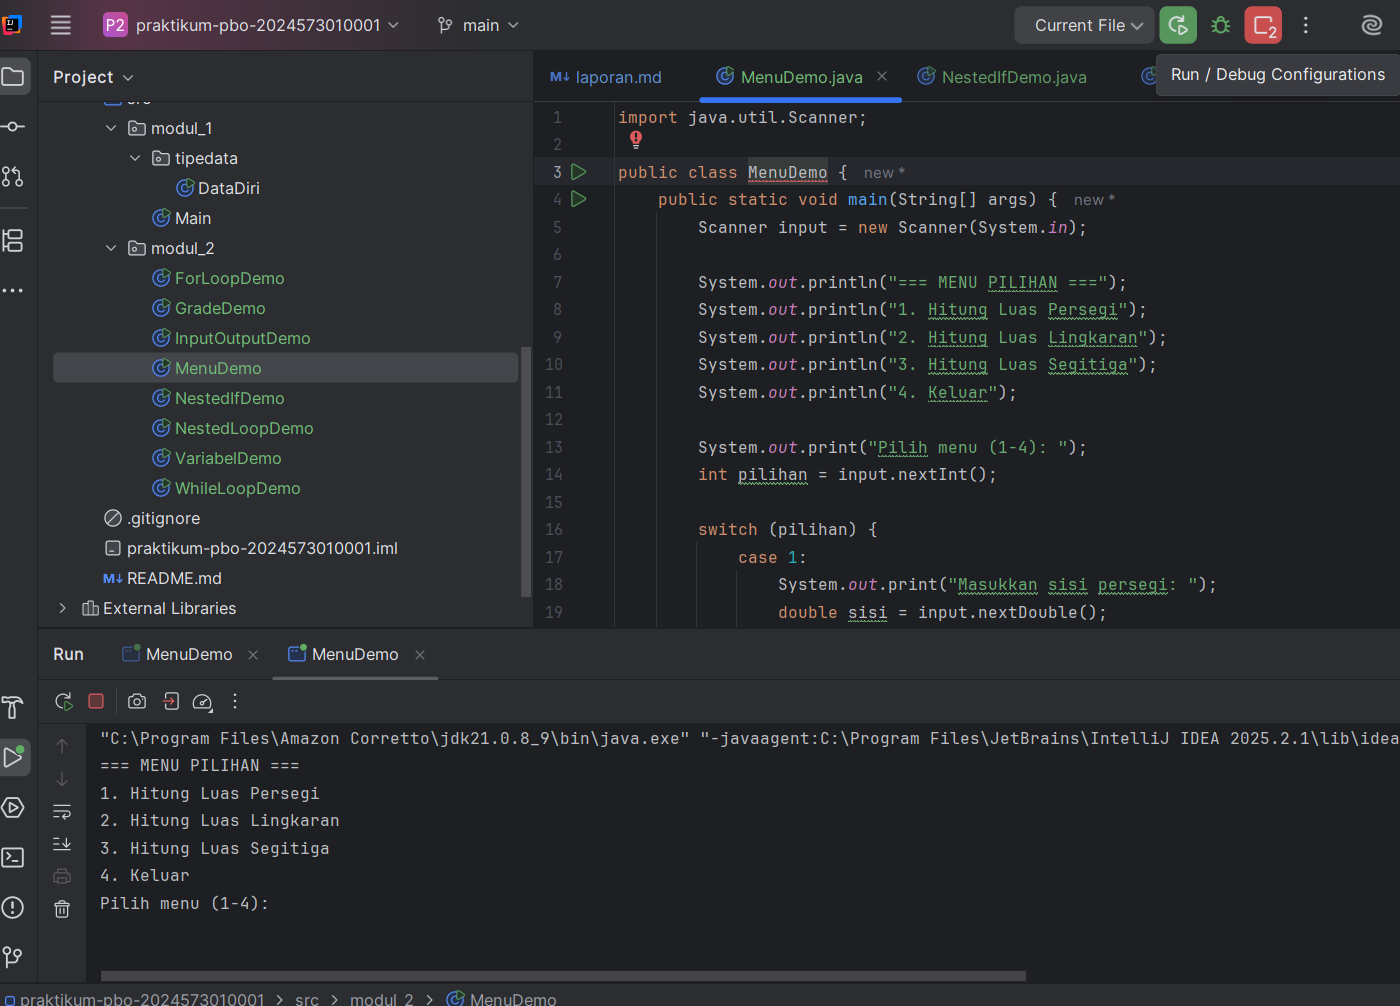 P2 praktikum-pbo-2024573010001 main Current File 2
Project
laporan.md MenuDemo.java NestedIfDemo.java Run / Debug Configurations
modul_1
tipedata
DataDiri
Main
modul_2
ForLoopDemo
GradeDemo
InputOutputDemo
MenuDemo
NestedIfDemo
NestedLoopDemo
VariabelDemo
WhileLoopDemo
.gitignore
praktikum-pbo-2024573010001.iml
M↓ README.md
External Libraries
1 import java.util.Scanner;
2
3 public class MenuDemo { new *
4 public static void main(String[] args) { new *
5 Scanner input = new Scanner(System.in);
6
7 System.out.println("=== MENU PILIHAN ===");
8 System.out.println("1. Hitung Luas Persegi");
9 System.out.println("2. Hitung Luas Lingkaran");
10 System.out.println("3. Hitung Luas Segitiga");
11 System.out.println("4. Keluar");
12
13 System.out.print("Pilih menu (1-4): ");
14 int pilihan = input.nextInt();
15
16 switch (pilihan) {
17 case 1:
18 System.out.print("Masukkan sisi persegi: ");
19 double sisi = input.nextDouble();
Run MenuDemo MenuDemo
"C:\Program Files\Amazon Corretto\jdk21.0.8_9\bin\java.exe" "-javaagent:C:\Program Files\JetBrains\IntelliJ IDEA 2025.2.1\lib\idea
=== MENU PILIHAN ===
1. Hitung Luas Persegi
2. Hitung Luas Lingkaran
3. Hitung Luas Segitiga
4. Keluar
Pilih menu (1-4):
praktikum-pbo-2024573010001 > src > modul_2 > MenuDemo